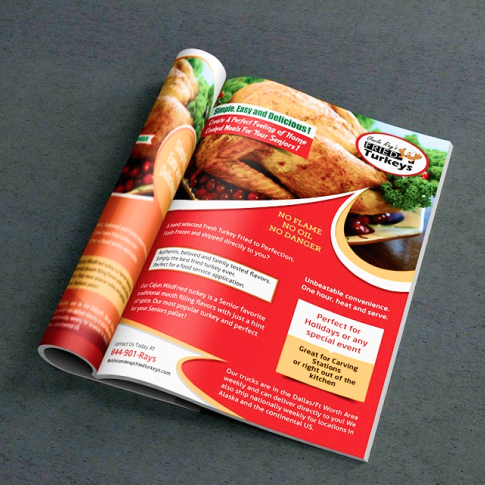 Simple, Easy and Delicious!
Create A Perfect Feeling of Home
Cooked Meals For Your Seniors!
Uncle Ray's
FRIED
Turkeys
NO FLAME
NO OIL
NO DANGER
A hand selected Fresh Turkey Fried to Perfection,
Flash Frozen and shipped directly to you?
Authentic, beloved and family tested flavors.
Simply the best fried turkey ever.
Perfect for a food service application.
Our Cajun MildFried turkey is a Senior favorite
Traditional mouth filling flavors with just a hint
of spice. Our most popular turkey and perfect
for your Seniors pallat!
Unbeatable convenience.
One hour, heat and serve.
Perfect for
Holidays or any
special event
Great for Carving
Stations
or right out of the
kitchen
Contact Us Today At
844-901-Rays
Our trucks are in the Dallas/Ft Worth Area
weekly and can deliver directly to you! We
also ship nationally weekly for locations in
Alaska and the continental US.